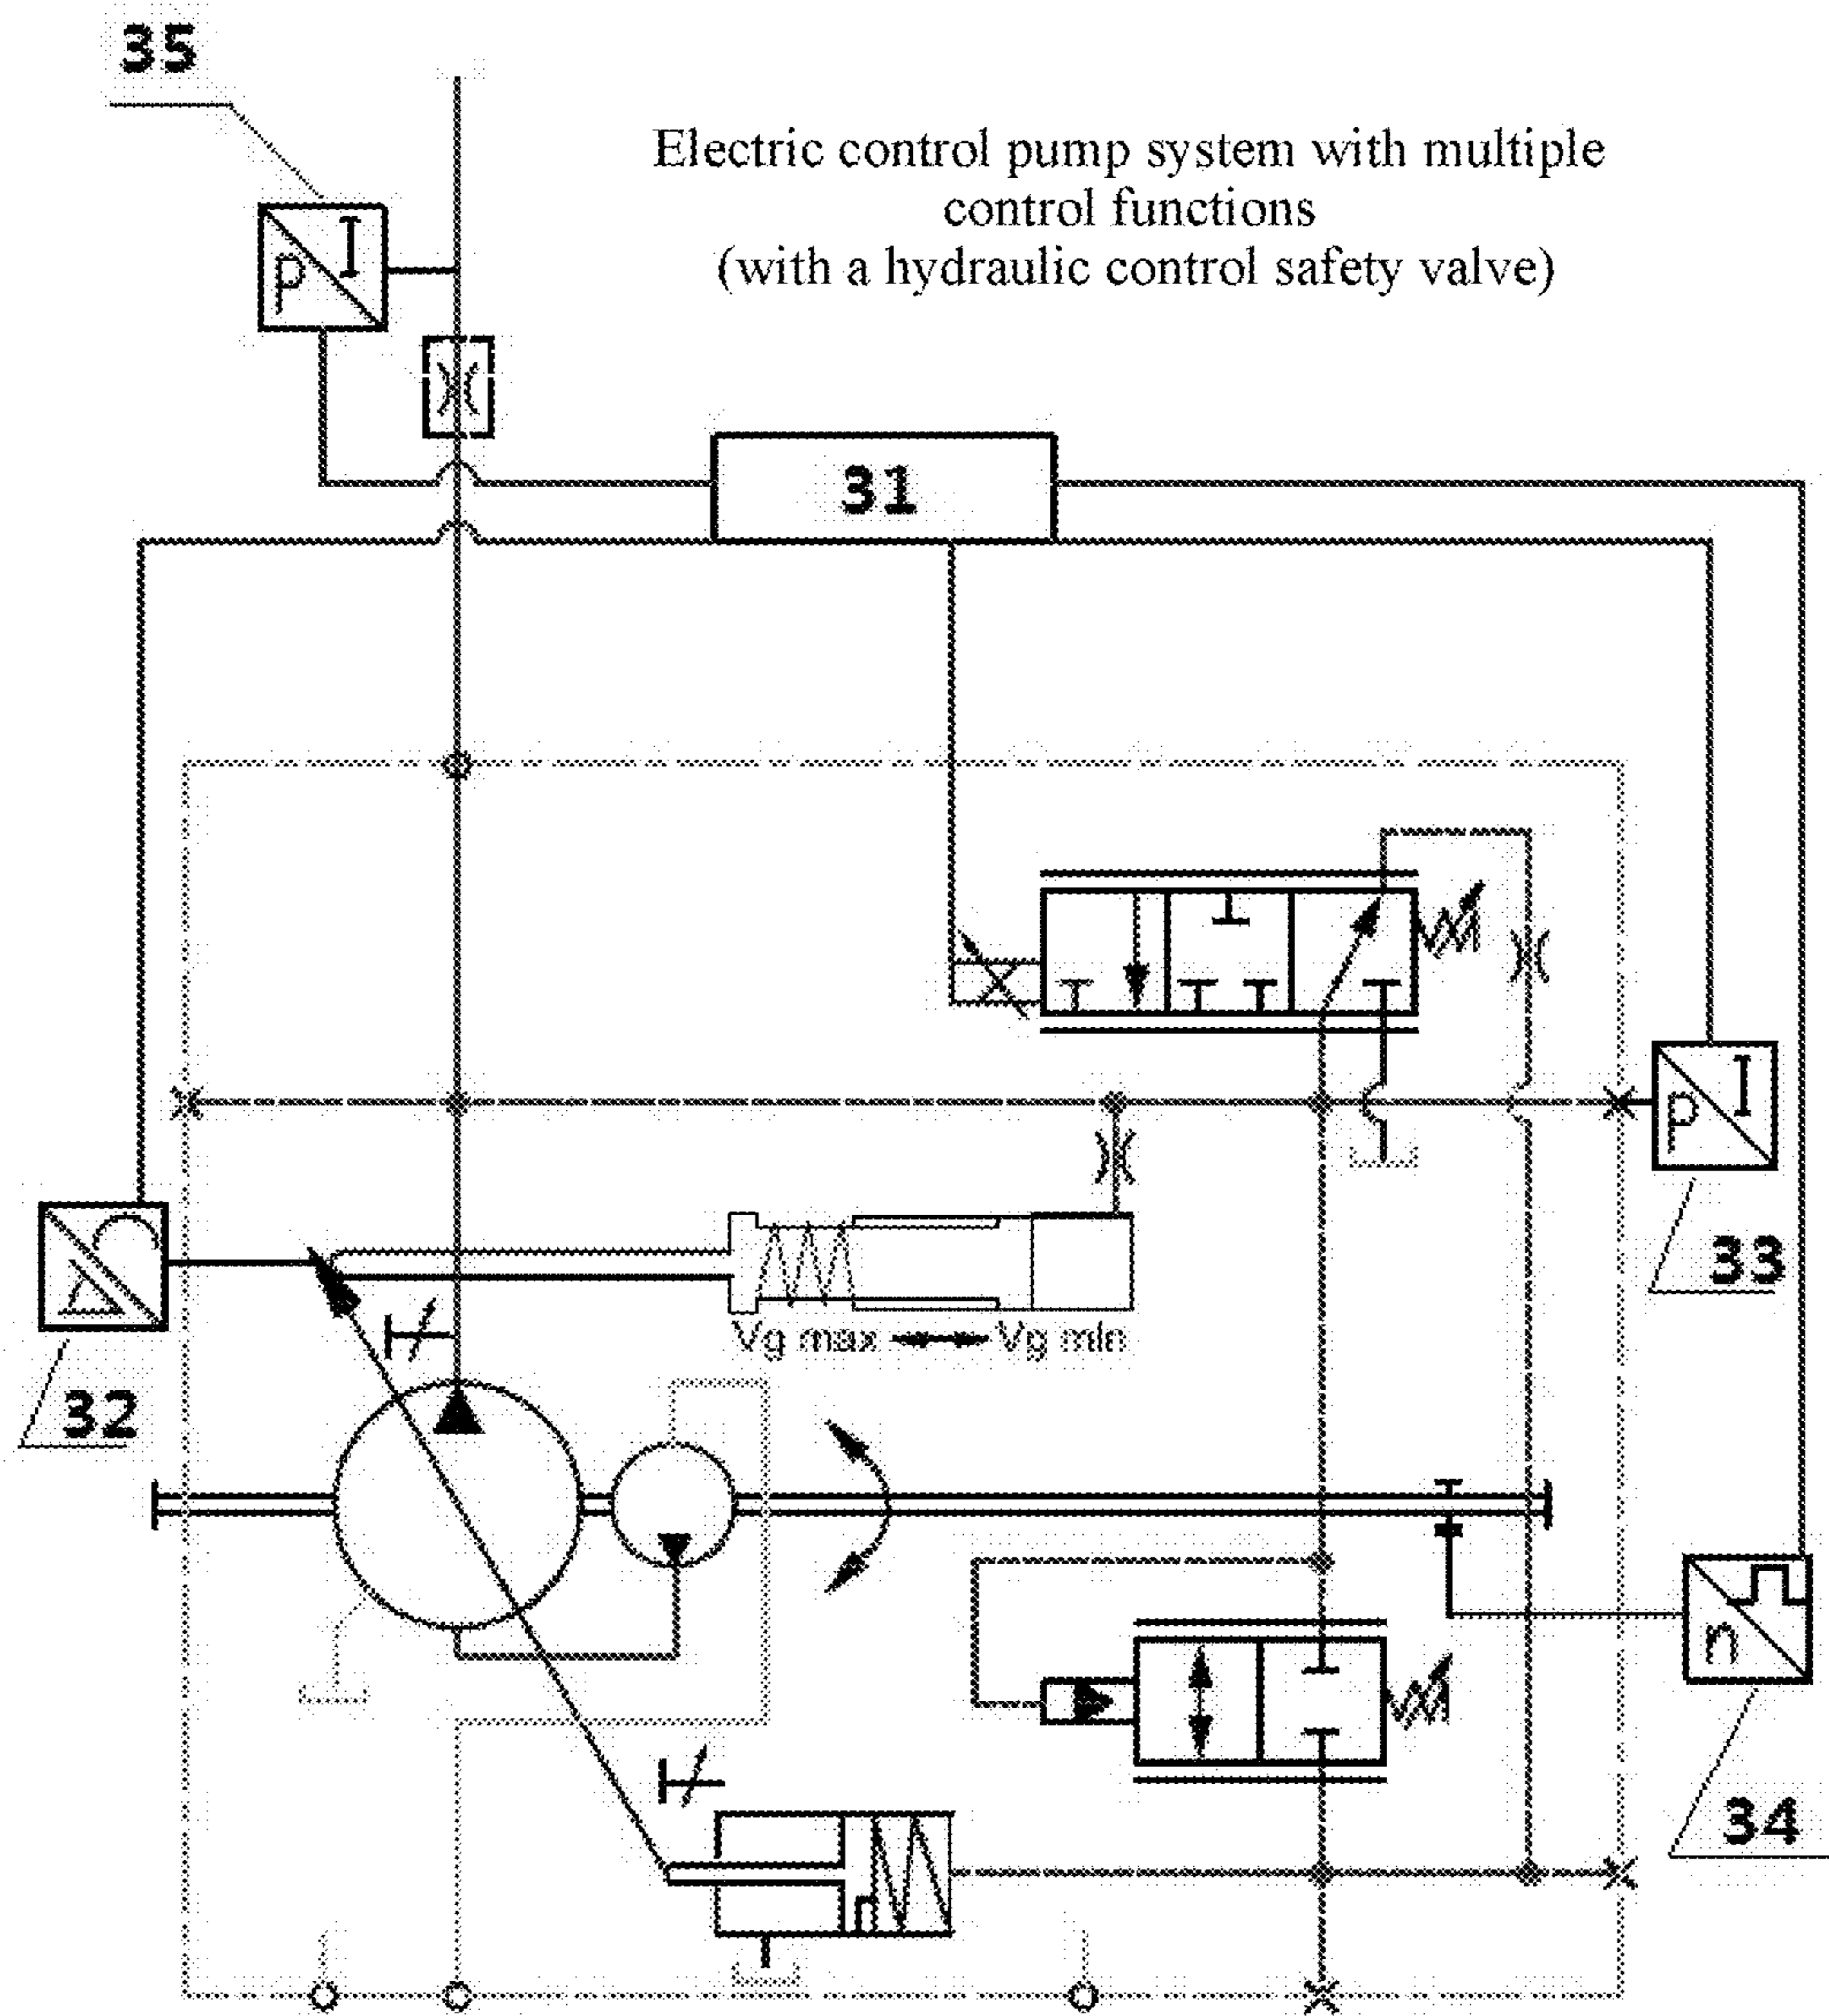 35
Electric control pump system with multiple
control functions
(with a hydraulic control safety valve)
I
p
31
I
p
33
Vg max Vg min
32
n
34